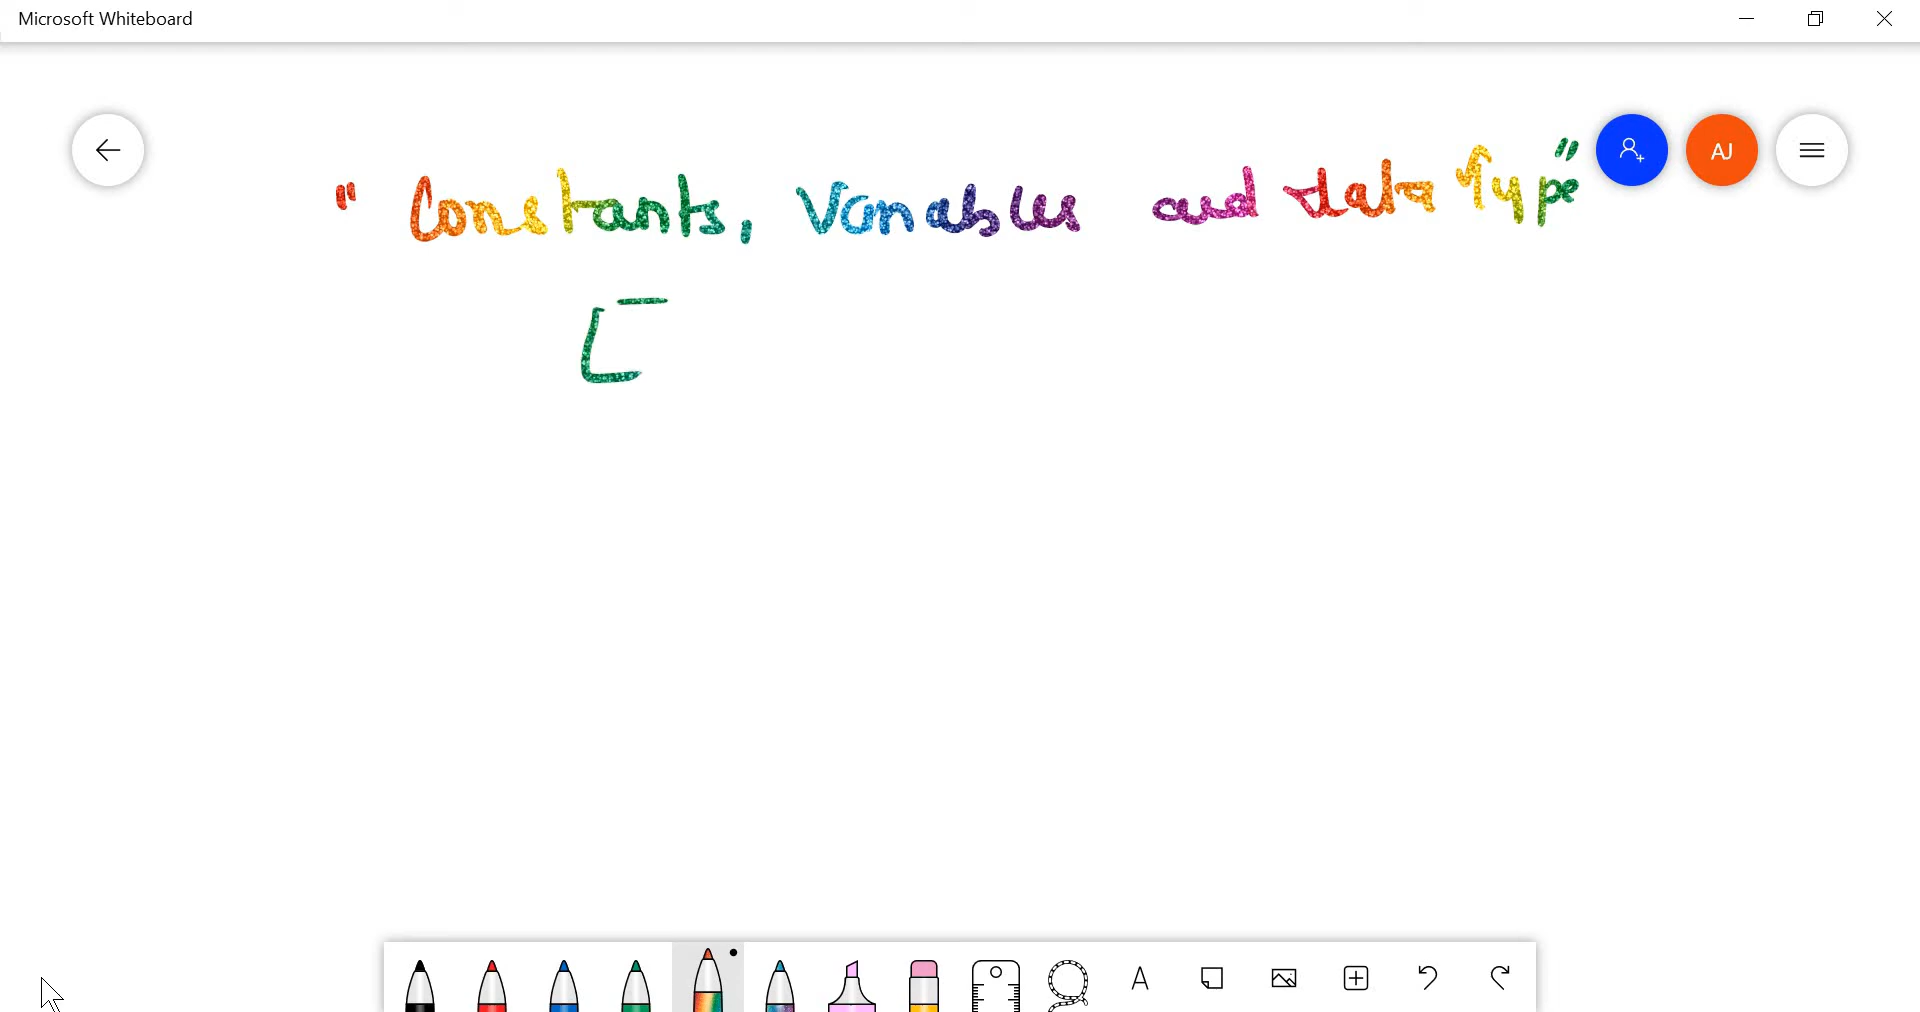 Microsoft Whiteboard
AJ
" Constants, Variables and data Type "
A